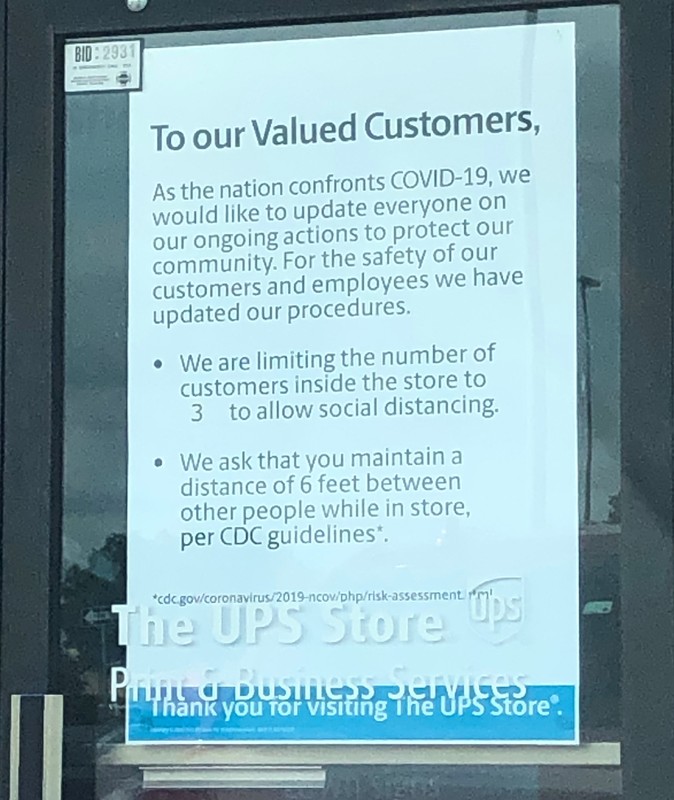 BID: 2931
To our Valued Customers,
As the nation confronts COVID-19, we
would like to update everyone on
our ongoing actions to protect our
community. For the safety of our
customers and employees we have
updated our procedures.
• We are limiting the number of
customers inside the store to
3 to allow social distancing.
• We ask that you maintain a
distance of 6 feet between
other people while in store,
per CDC guidelines*.
*cdc.gov/coronavirus/2019-ncov/php/risk-assessment.html
ups
The UPS Store
Print & Business Services
Thank you for visiting The UPS Store®.